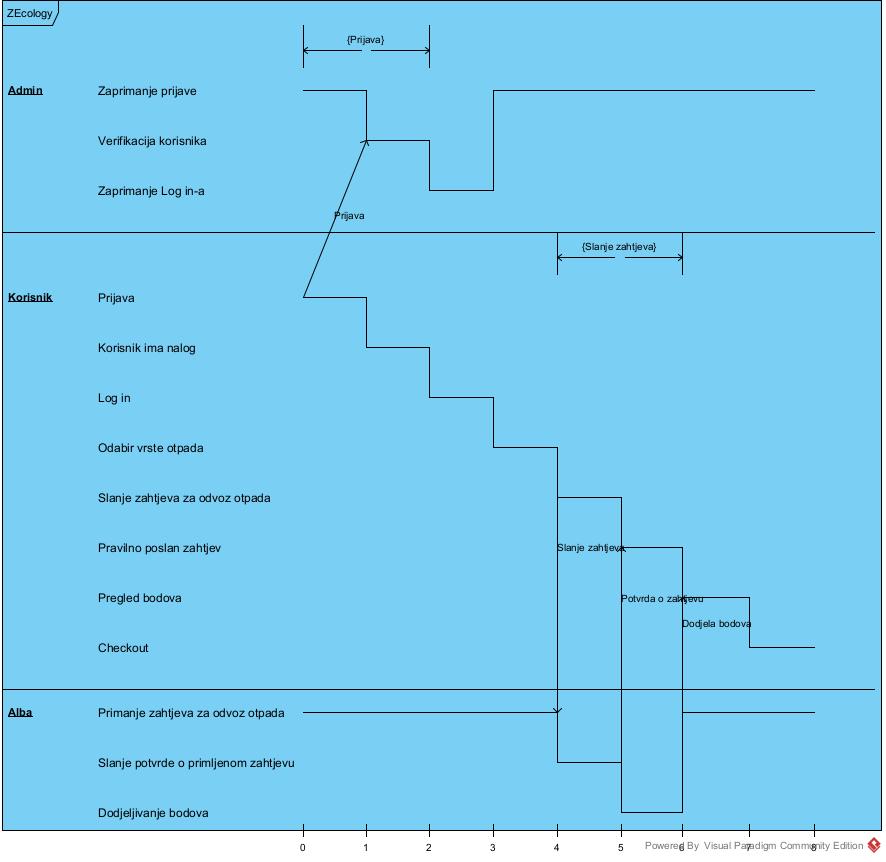 ZEcology
{Prijava}
Admin
Zaprimanje prijave
Verifikacija korisnika
Zaprimanje Log in-a
Prijava
{Slanje zahtjeva}
Korisnik
Prijava
Korisnik ima nalog
Log in
Odabir vrste otpada
Slanje zahtjeva za odvoz otpada
Pravilno poslan zahtjev
Slanje zahtjeva
Pregled bodova
Potvrda o zahtjevu
Dodjela bodova
Checkout
Alba
Primanje zahtjeva za odvoz otpada
Slanje potvrde o primljenom zahtjevu
Dodjeljivanje bodova
0 1 2 3 4 5 6 7 8
Powered By Visual Paradigm Community Edition